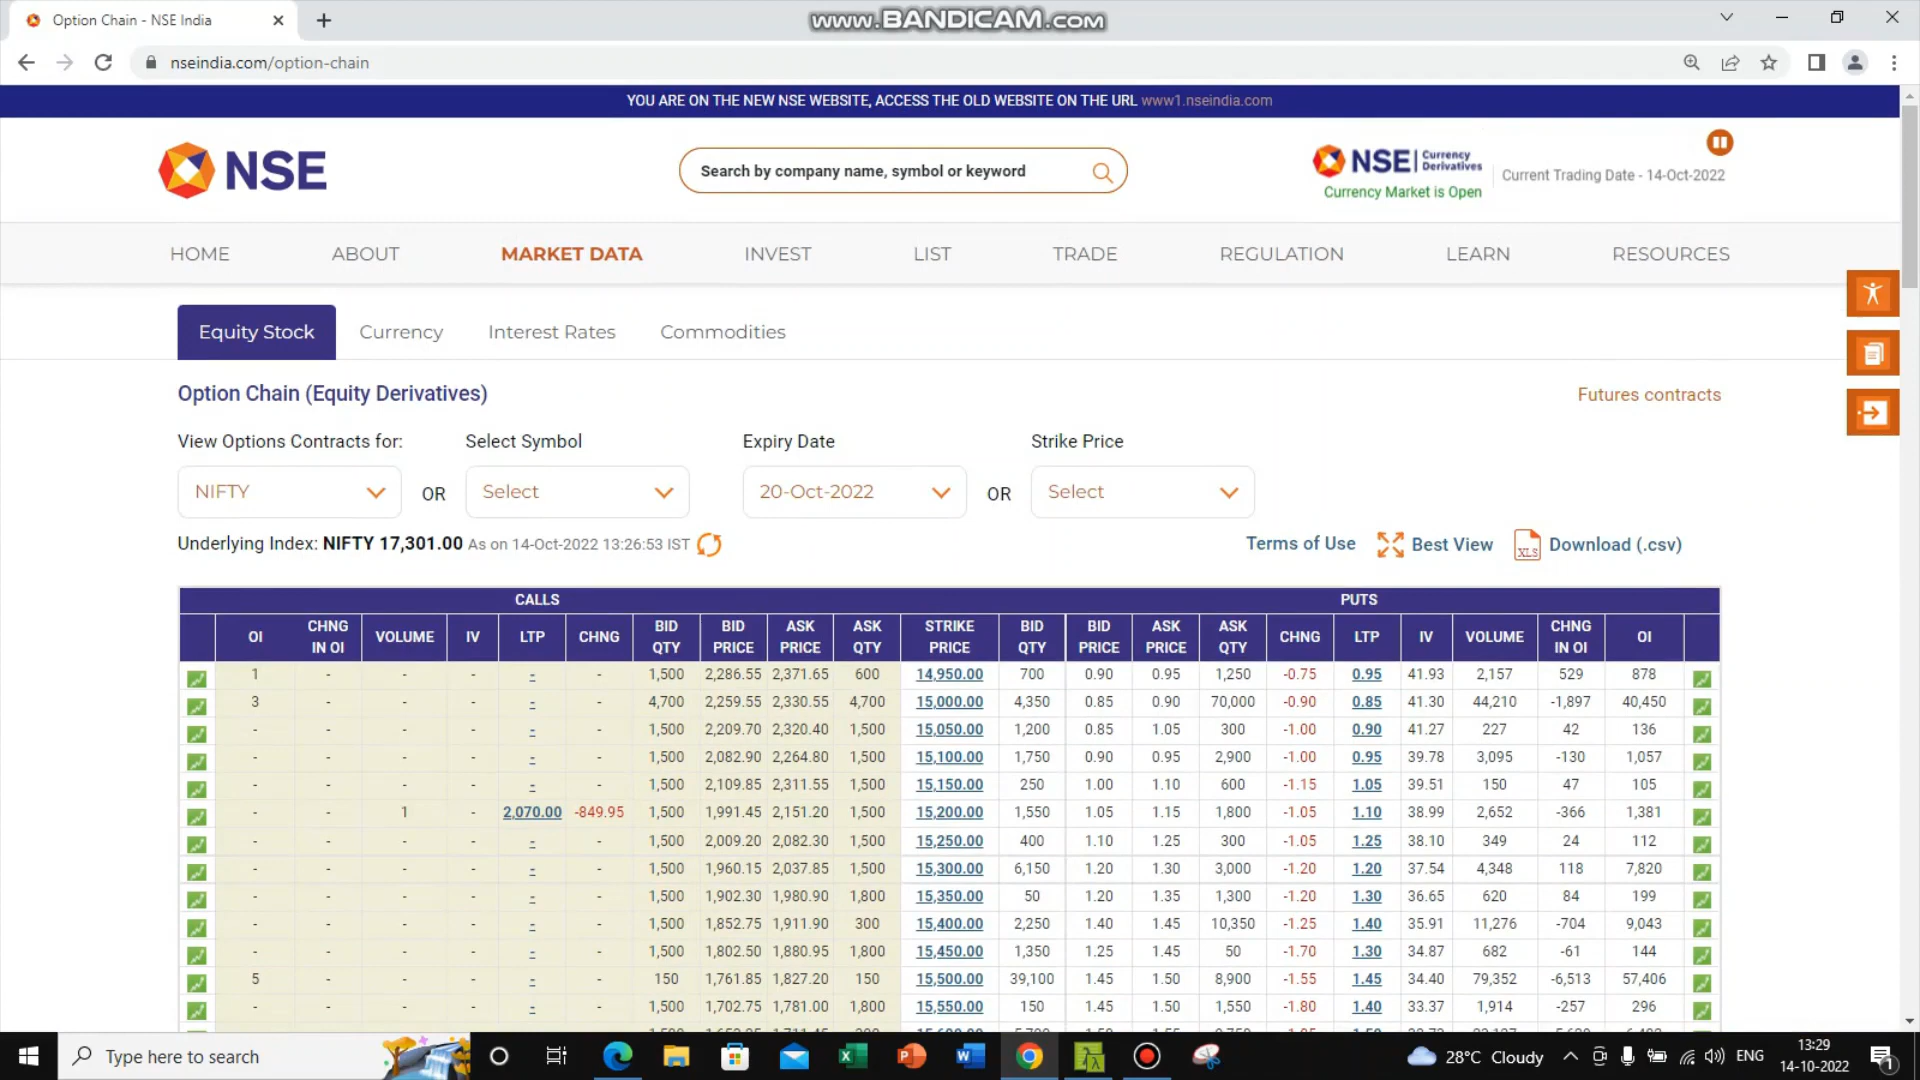 Option Chain - NSE India
www.BANDICAM.com
nseindia.com/option-chain
YOU ARE ON THE NEW NSE WEBSITE, ACCESS THE OLD WEBSITE ON THE URL www1.nseindia.com
NSE
Search by company name, symbol or keyword
NSE Currency Derivatives
Currency Market is Open
Current Trading Date - 14-Oct-2022
HOME ABOUT MARKET DATA INVEST LIST TRADE REGULATION LEARN RESOURCES
Equity Stock Currency Interest Rates Commodities
Option Chain (Equity Derivatives) Futures contracts
View Options Contracts for: Select Symbol Expiry Date Strike Price
NIFTY OR Select 20-Oct-2022 OR Select
Underlying Index: NIFTY 17,301.00 As on 14-Oct-2022 13:26:53 IST Terms of Use Best View XLS Download (.csv)
CALLS PUTS
OI CHNG IN OI VOLUME IV LTP CHNG BID QTY BID PRICE ASK PRICE ASK QTY STRIKE PRICE BID QTY BID PRICE ASK PRICE ASK QTY CHNG LTP IV VOLUME CHNG IN OI OI
1 - - - - - 1,500 2,286.55 2,371.65 600 14,950.00 700 0.90 0.95 1,250 -0.75 0.95 41.93 2,157 529 878
3 - - - - - 4,700 2,259.55 2,330.55 4,700 15,000.00 4,350 0.85 0.90 70,000 -0.90 0.85 41.30 44,210 -1,897 40,450
- - - - - - 1,500 2,209.70 2,320.40 1,500 15,050.00 1,200 0.85 1.05 300 -1.00 0.90 41.27 227 42 136
- - - - - - 1,500 2,082.90 2,264.80 1,500 15,100.00 1,750 0.90 0.95 2,900 -1.00 0.95 39.78 3,095 -130 1,057
- - - - - - 1,500 2,109.85 2,311.55 1,500 15,150.00 250 1.00 1.10 600 -1.15 1.05 39.51 150 47 105
- - 1 - 2,070.00 -849.95 1,500 1,991.45 2,151.20 1,500 15,200.00 1,550 1.05 1.15 1,800 -1.05 1.10 38.99 2,652 -366 1,381
- - - - - - 1,500 2,009.20 2,082.30 1,500 15,250.00 400 1.10 1.25 300 -1.05 1.25 38.10 349 24 112
- - - - - - 1,500 1,960.15 2,037.85 1,500 15,300.00 6,150 1.20 1.30 3,000 -1.20 1.20 37.54 4,348 118 7,820
- - - - - - 1,500 1,902.30 1,980.90 1,800 15,350.00 50 1.20 1.35 1,300 -1.20 1.30 36.65 620 84 199
- - - - - - 1,500 1,852.75 1,911.90 300 15,400.00 2,250 1.40 1.45 10,350 -1.25 1.40 35.91 11,276 -704 9,043
- - - - - - 1,500 1,802.50 1,880.95 1,800 15,450.00 1,350 1.25 1.45 50 -1.70 1.30 34.87 682 -61 144
5 - - - - - 150 1,761.85 1,827.20 150 15,500.00 39,100 1.45 1.50 8,900 -1.55 1.45 34.40 79,352 -6,513 57,406
- - - - - - 1,500 1,702.75 1,781.00 1,800 15,550.00 150 1.45 1.50 1,550 -1.80 1.40 33.37 1,914 -257 296
Type here to search
28°C Cloudy
ENG
13:29
14-10-2022
1